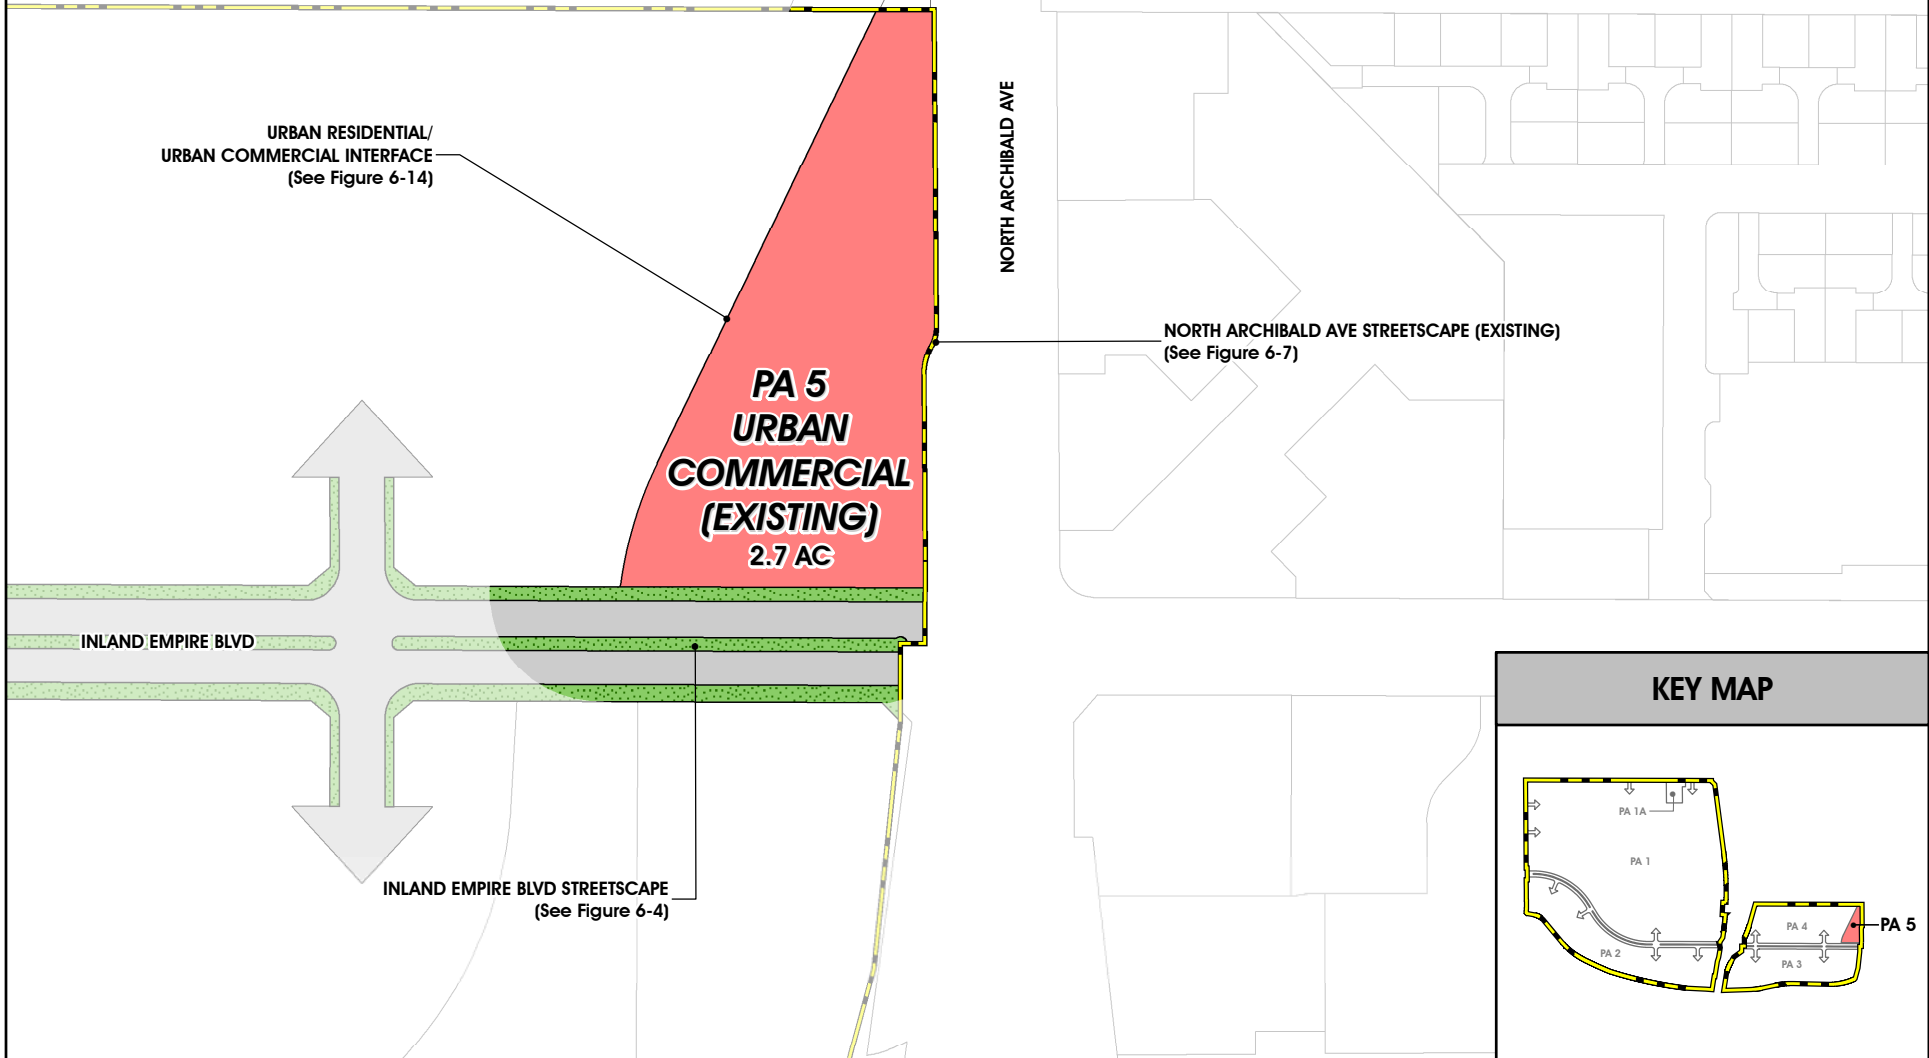 URBAN RESIDENTIAL/
URBAN COMMERCIAL INTERFACE
(See Figure 6-14)
NORTH ARCHIBALD AVE
NORTH ARCHIBALD AVE STREETSCAPE (EXISTING)
(See Figure 6-7)
PA 5
URBAN
COMMERCIAL
(EXISTING)
2.7 AC
INLAND EMPIRE BLVD
INLAND EMPIRE BLVD STREETSCAPE
(See Figure 6-4)
KEY MAP
PA 1A
PA 1
PA 2
PA 4
PA 3
PA 5